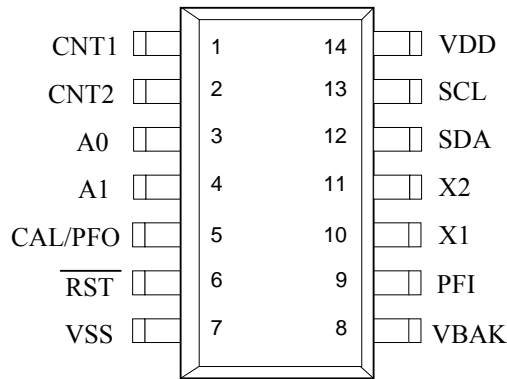 CNT1 1 14 VDD
CNT2 2 13 SCL
A0 3 12 SDA
A1 4 11 X2
CAL/PFO 5 10 X1
R̅S̅T̅ 6 9 PFI
VSS 7 8 VBAK